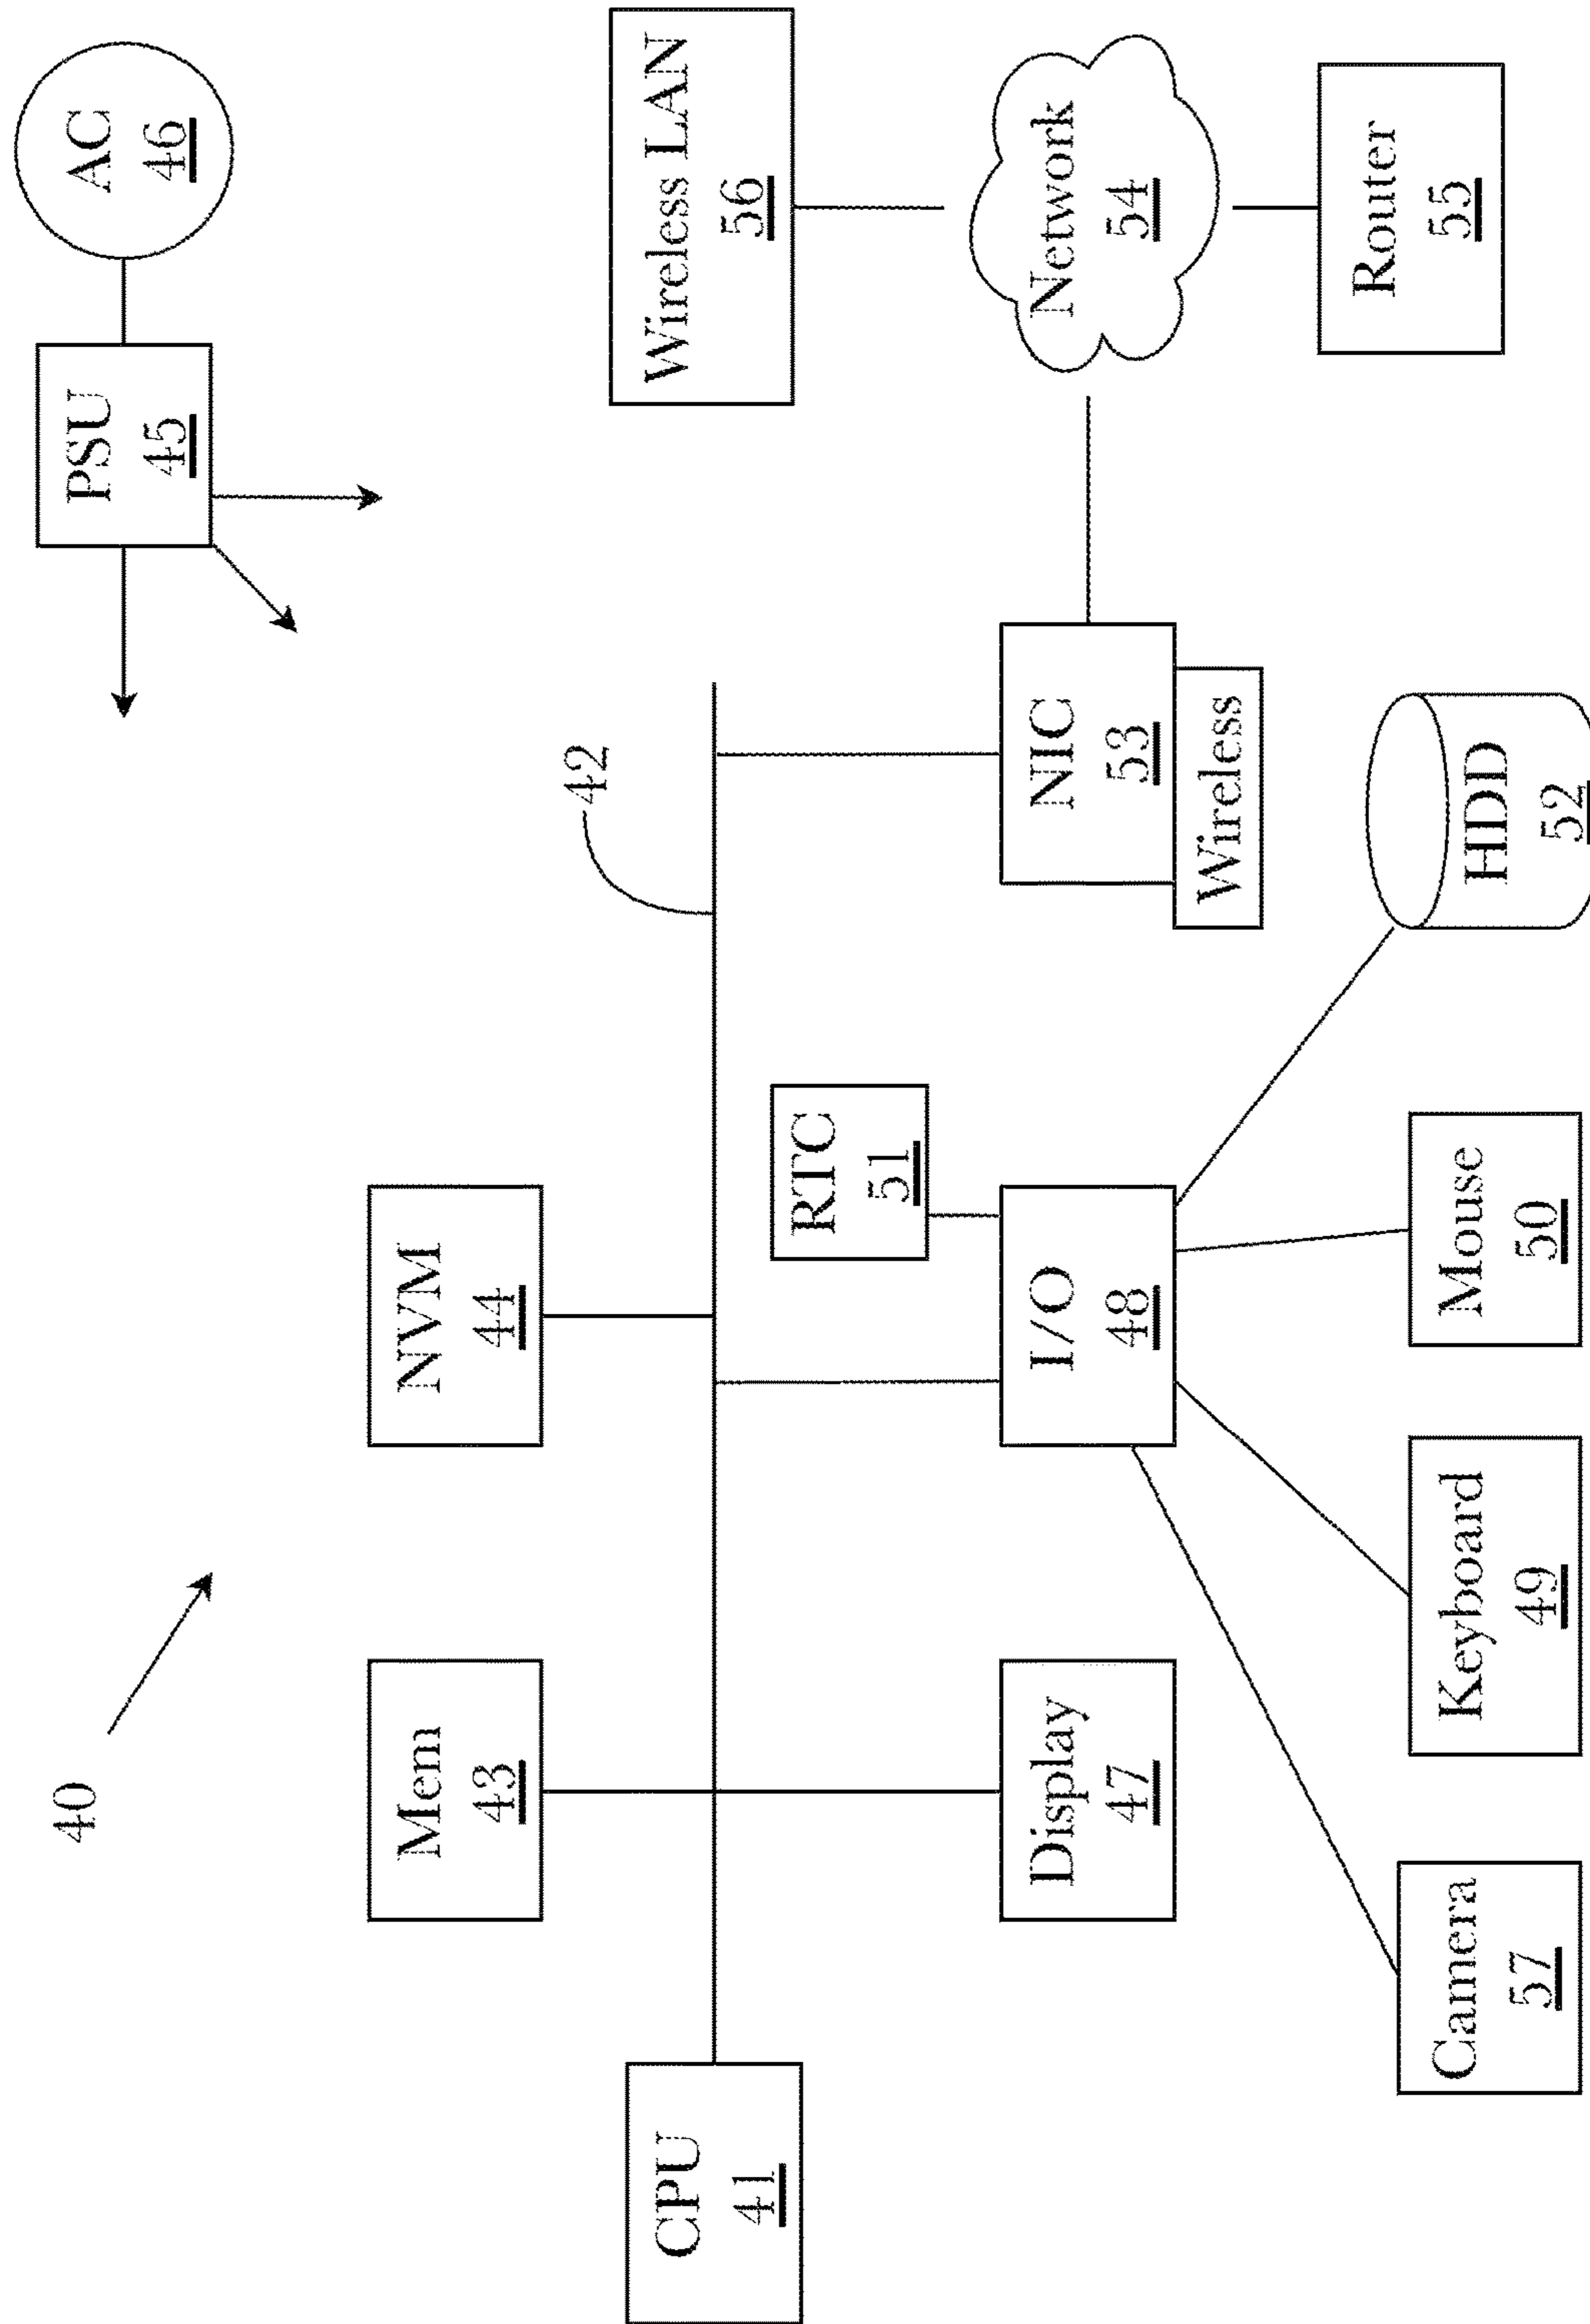 40
PSU
45
AC
46
Mem
43
NVM
44
42
CPU
41
Wireless LAN
56
RTC
51
Display
47
I/O
48
NIC
53
Wireless
Network
54
Camera
57
Keyboard
49
Mouse
50
HDD
52
Router
55